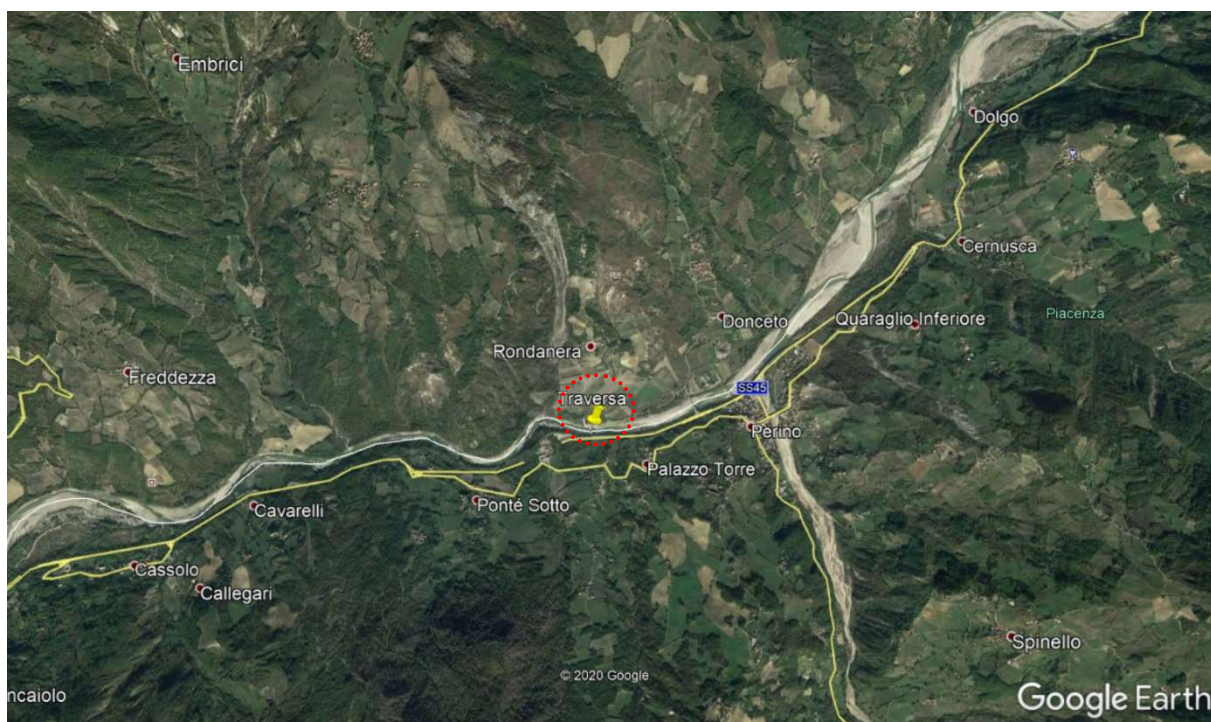 Embrici
Dolgo
Cernusca
Piacenza
Donceto
Quaraglio Inferiore
Rondanera
Freddezza
SS45
Traversa
Perino
Palazzo Torre
Ponté Sotto
Cavarelli
Cassolo
Callegari
Spinello
© 2020 Google
ncaiolo
Google Earth